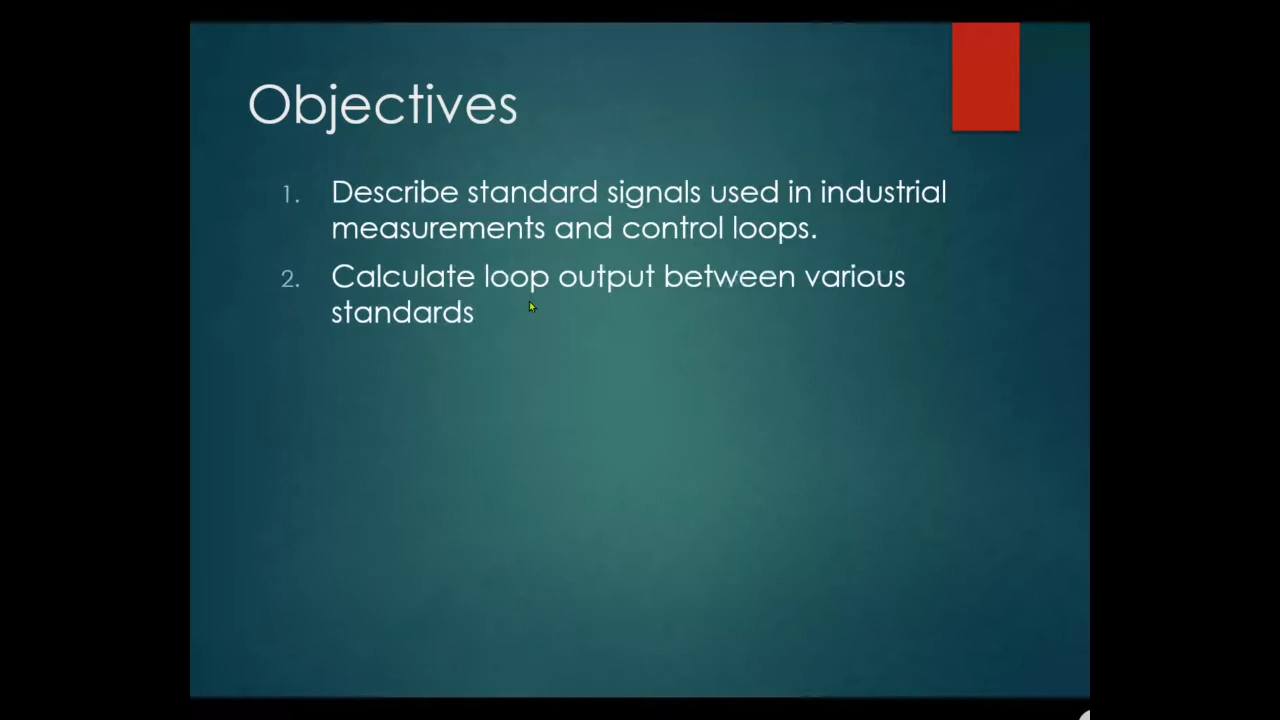 Objectives
1. Describe standard signals used in industrial
measurements and control loops.
2. Calculate loop output between various
standards